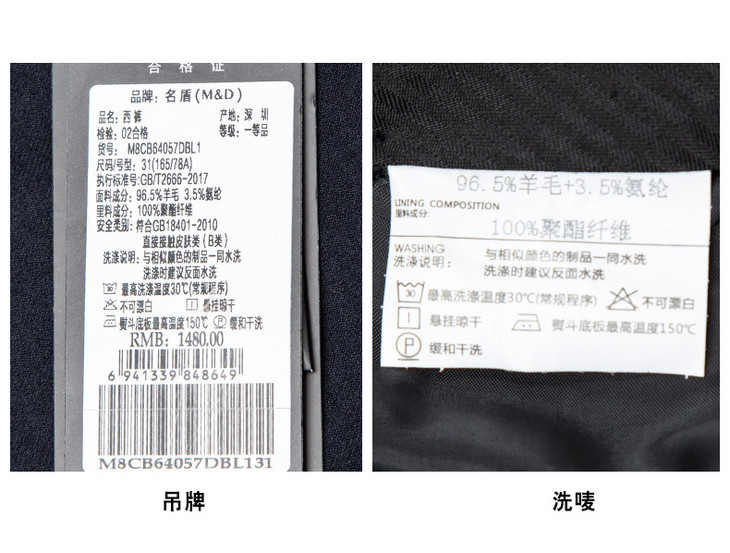 合格证
品牌：名盾(M&D)
品名：西裤 产地：深圳
检验：02合格 等级：一等品
货号：M8CB64057DBL1
尺码/号型：31(165/78A)
执行标准号：GB/T2666-2017
面料成分：96.5%羊毛 3.5%氨纶
里料成分：100%聚酯纤维
安全类别：符合GB18401-2010
直接接触皮肤类（B类）
洗涤说明：与相似颜色的制品一同水洗
洗涤时建议反面水洗
最高洗涤温度30℃(常规程序)
不可漂白 悬挂晾干
熨斗底板最高温度150℃ 缓和干洗
RMB: 1480.00
6 941339 848649
M8CB64057DBL131
吊牌
96.5%羊毛+3.5%氨纶
LINING COMPOSITION
里料成分:
100%聚酯纤维
WASHING
洗涤说明： 与相似颜色的制品一同水洗
洗涤时建议反面水洗
30 最高洗涤温度30℃(常规程序) 不可漂白
悬挂晾干 熨斗底板最高温度150℃
P 缓和干洗
洗唛